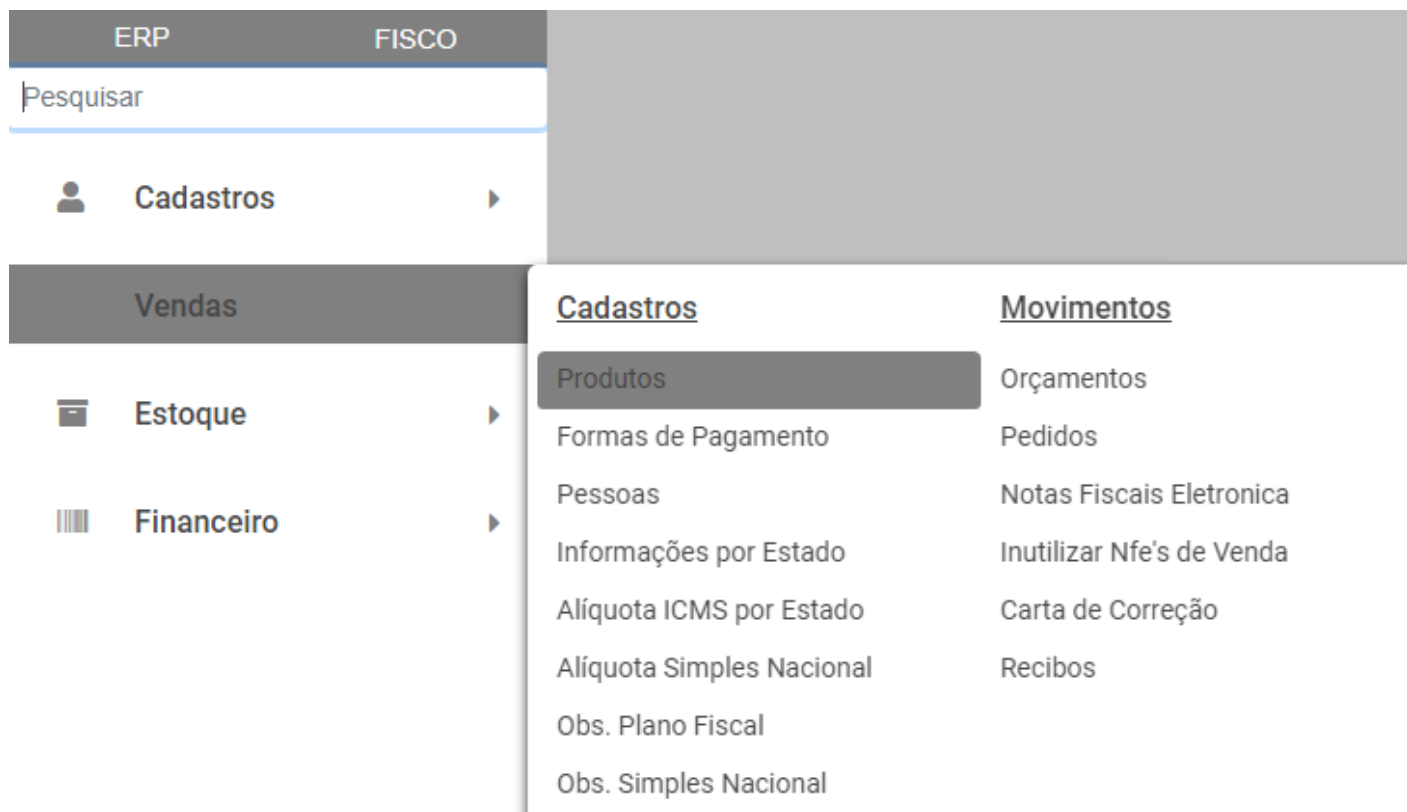 ERP FISCO
Pesquisar
Cadastros
Vendas
Estoque
Financeiro
Cadastros
Produtos
Formas de Pagamento
Pessoas
Informações por Estado
Alíquota ICMS por Estado
Alíquota Simples Nacional
Obs. Plano Fiscal
Obs. Simples Nacional
Movimentos
Orçamentos
Pedidos
Notas Fiscais Eletronica
Inutilizar Nfe's de Venda
Carta de Correção
Recibos